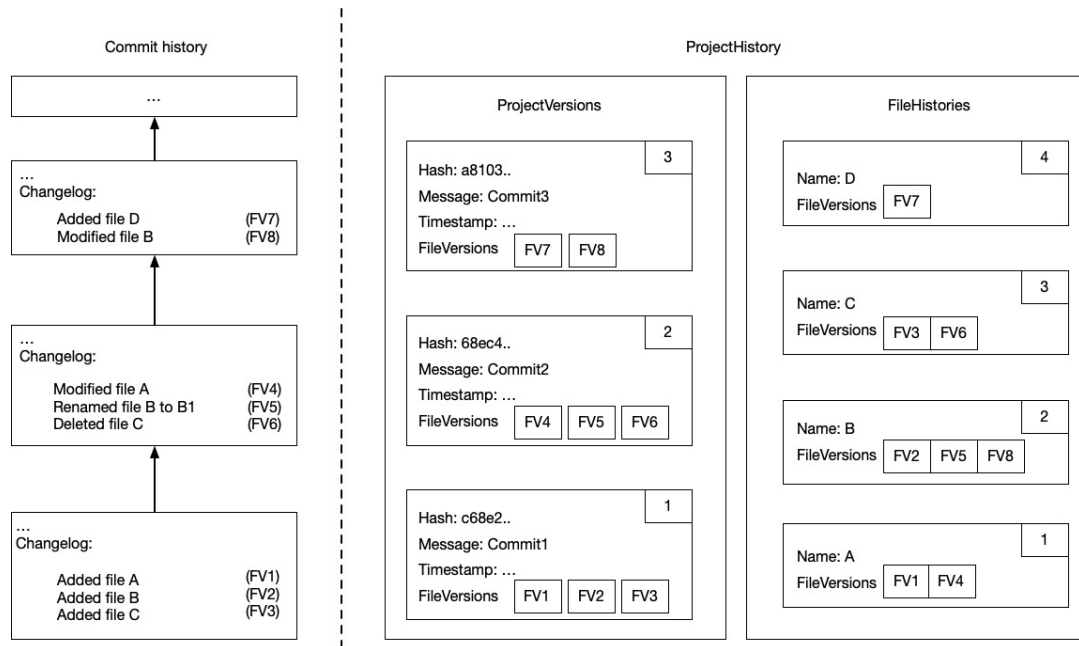 Commit history
...
...
Changelog:
Added file D (FV7)
Modified file B (FV8)
...
Changelog:
Modified file A (FV4)
Renamed file B to B1 (FV5)
Deleted file C (FV6)
...
Changelog:
Added file A (FV1)
Added file B (FV2)
Added file C (FV3)
ProjectHistory
ProjectVersions
3
Hash: a8103..
Message: Commit3
Timestamp: ...
FileVersions FV7 FV8
2
Hash: 68ec4..
Message: Commit2
Timestamp: ...
FileVersions FV4 FV5 FV6
1
Hash: c68e2..
Message: Commit1
Timestamp: ...
FileVersions FV1 FV2 FV3
FileHistories
4
Name: D
FileVersions FV7
3
Name: C
FileVersions FV3 FV6
2
Name: B
FileVersions FV2 FV5 FV8
1
Name: A
FileVersions FV1 FV4